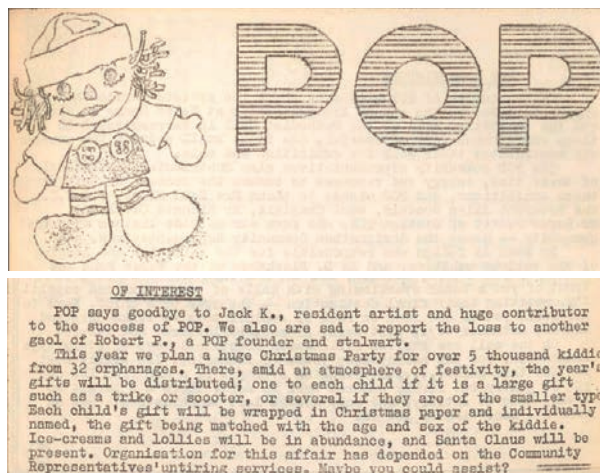 POP
OF INTEREST
POP says goodbye to Jack K., resident artist and huge contributor
to the success of POP. We also are sad to report the loss to another
gaol of Robert P., a POP founder and stalwart.
This year we plan a huge Christmas Party for over 5 thousand kiddie
from 32 orphanages. There, amid an atmosphere of festivity, the year's
gifts will be distributed; one to each child if it is a large gift
such as a trike or scooter, or several if they are of the smaller type
Each child's gift will be wrapped in Christmas paper and individually
named, the gift being matched with the age and sex of the kiddie.
Ice-creams and lollies will be in abundance, and Santa Claus will be
present. Organisation for this affair has depended on the Community
Representatives'untiring services. Maybe you could assist?